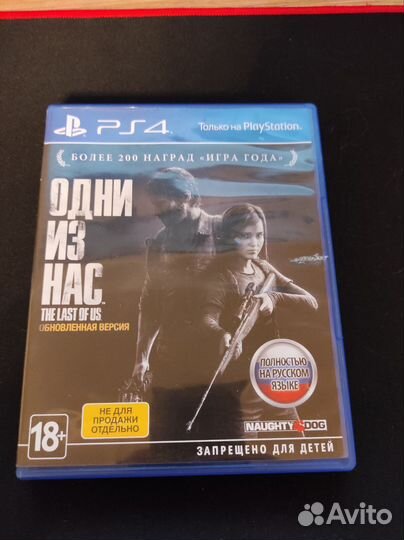 PS4
Только на PlayStation.
БОЛЕЕ 200 НАГРАД «ИГРА ГОДА»
ОДНИ
ИЗ
НАС
THE LAST OF US
ОБНОВЛЕННАЯ ВЕРСИЯ
ПОЛНОСТЬЮ
НА РУССКОМ
ЯЗЫКЕ
НЕ ДЛЯ
ПРОДАЖИ
ОТДЕЛЬНО
18+
NAUGHTY DOG
ЗАПРЕЩЕНО ДЛЯ ДЕТЕЙ
Avito